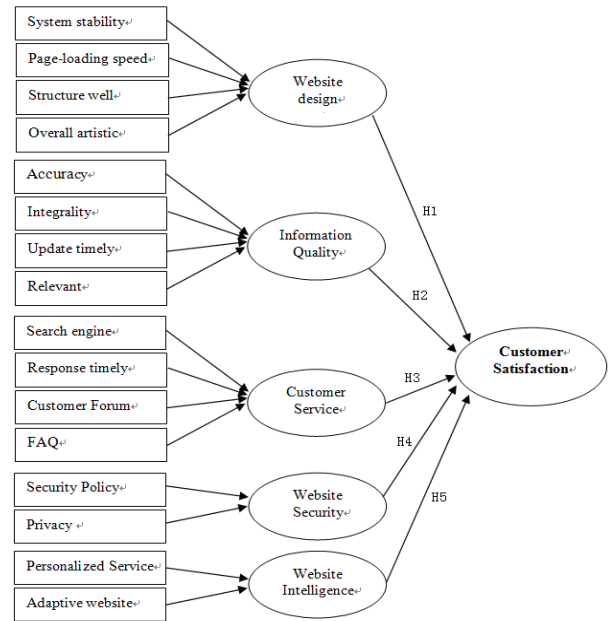 System stability
Page-loading speed
Structure well
Overall artistic
Website
design
Accuracy
Integrality
Update timely
Relevant
Information
Quality
Search engine
Response timely
Customer Forum
FAQ
Customer
Service
Security Policy
Privacy
Website
Security
Personalized Service
Adaptive website
Website
Intelligence
H1
H2
H3
H4
H5
Customer
Satisfaction